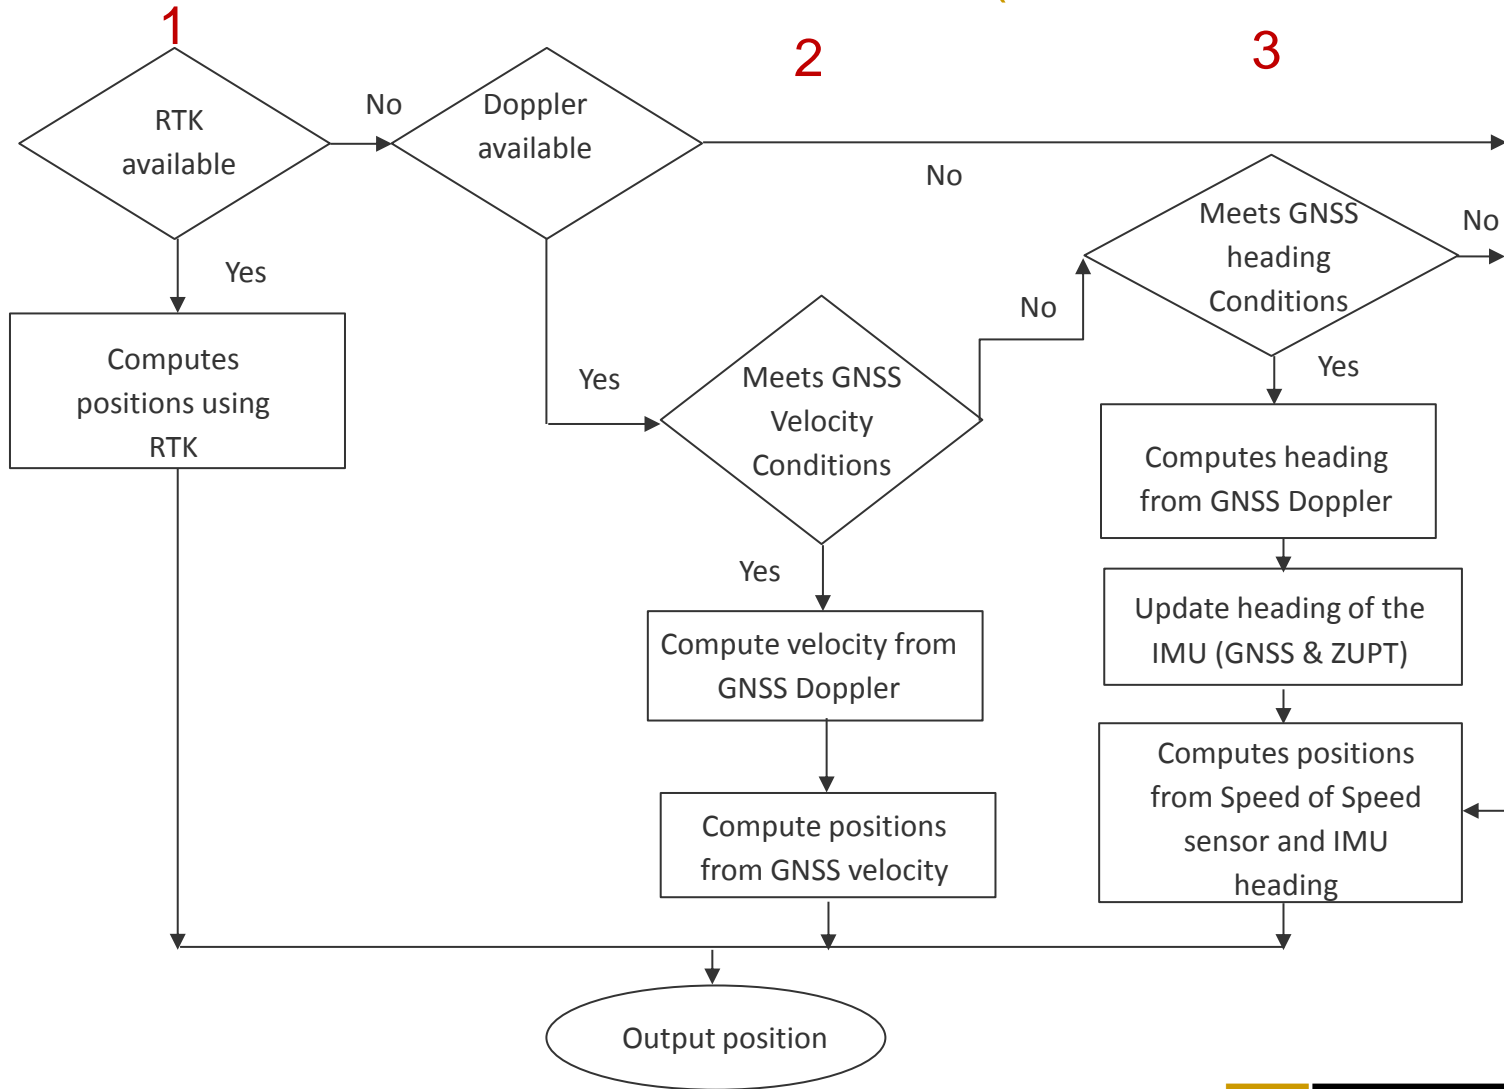 1
2
3
RTK
available
No
Doppler
available
No
Yes
Computes
positions using
RTK
Yes
Meets GNSS
Velocity
Conditions
No
Yes
Compute velocity from
GNSS Doppler
Compute positions
from GNSS velocity
Meets GNSS
heading
Conditions
No
Yes
Computes heading
from GNSS Doppler
Update heading of the
IMU (GNSS & ZUPT)
Computes positions
from Speed of Speed
sensor and IMU
heading
Output position